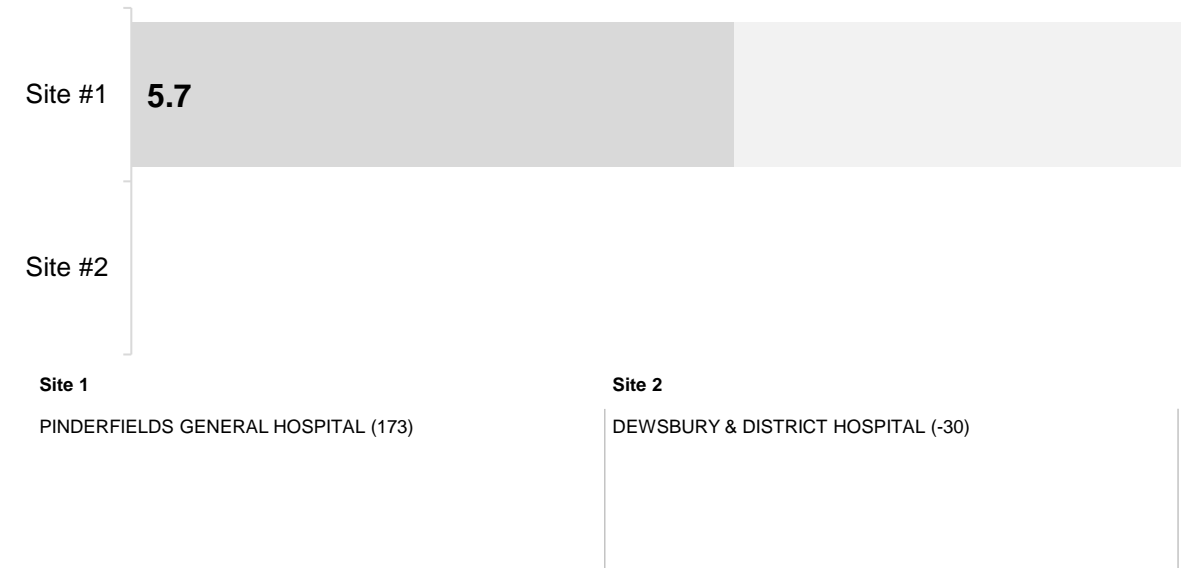 Site #1
5.7
Site #2
Site 1
Site 2
PINDERFIELDS GENERAL HOSPITAL (173)
DEWSBURY & DISTRICT HOSPITAL (-30)